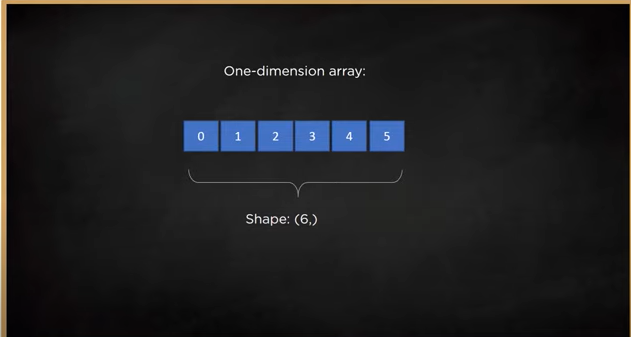 One-dimension array:
0 1 2 3 4 5
Shape: (6,)